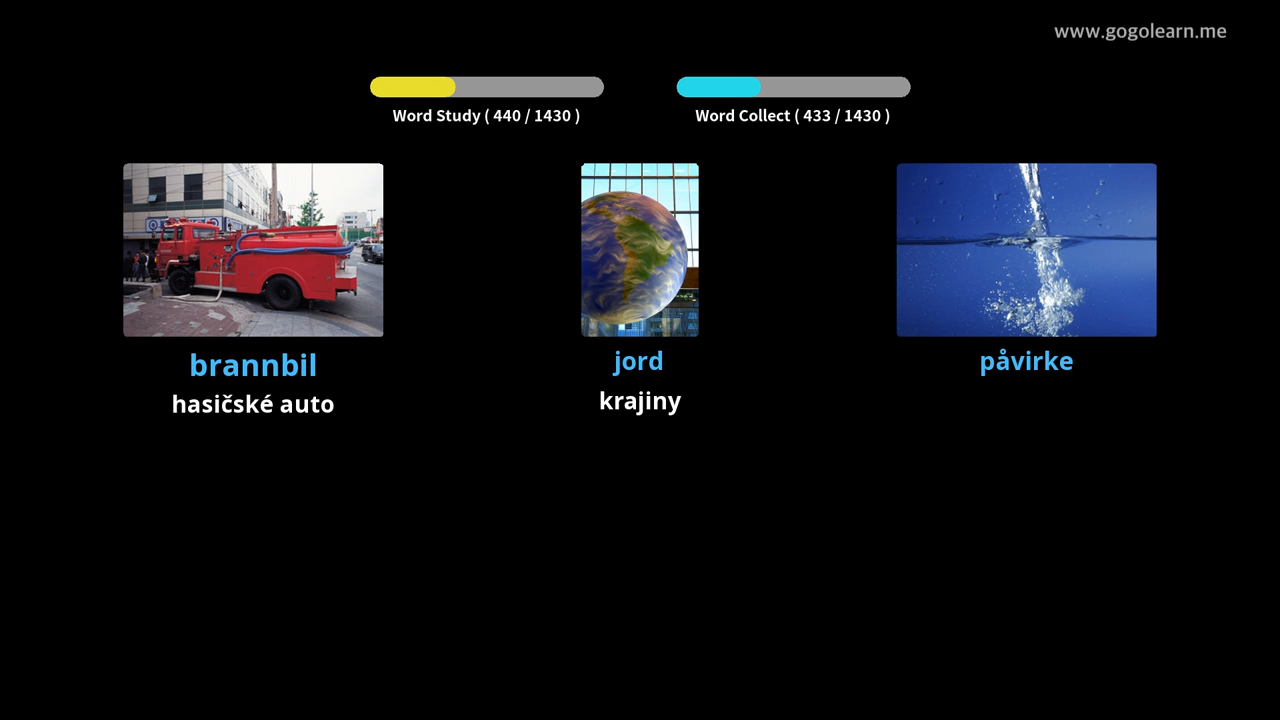 www.gogolearn.me
Word Study ( 440 / 1430 )
Word Collect ( 433 / 1430 )
brannbil
jord
påvirke
hasičské auto
krajiny